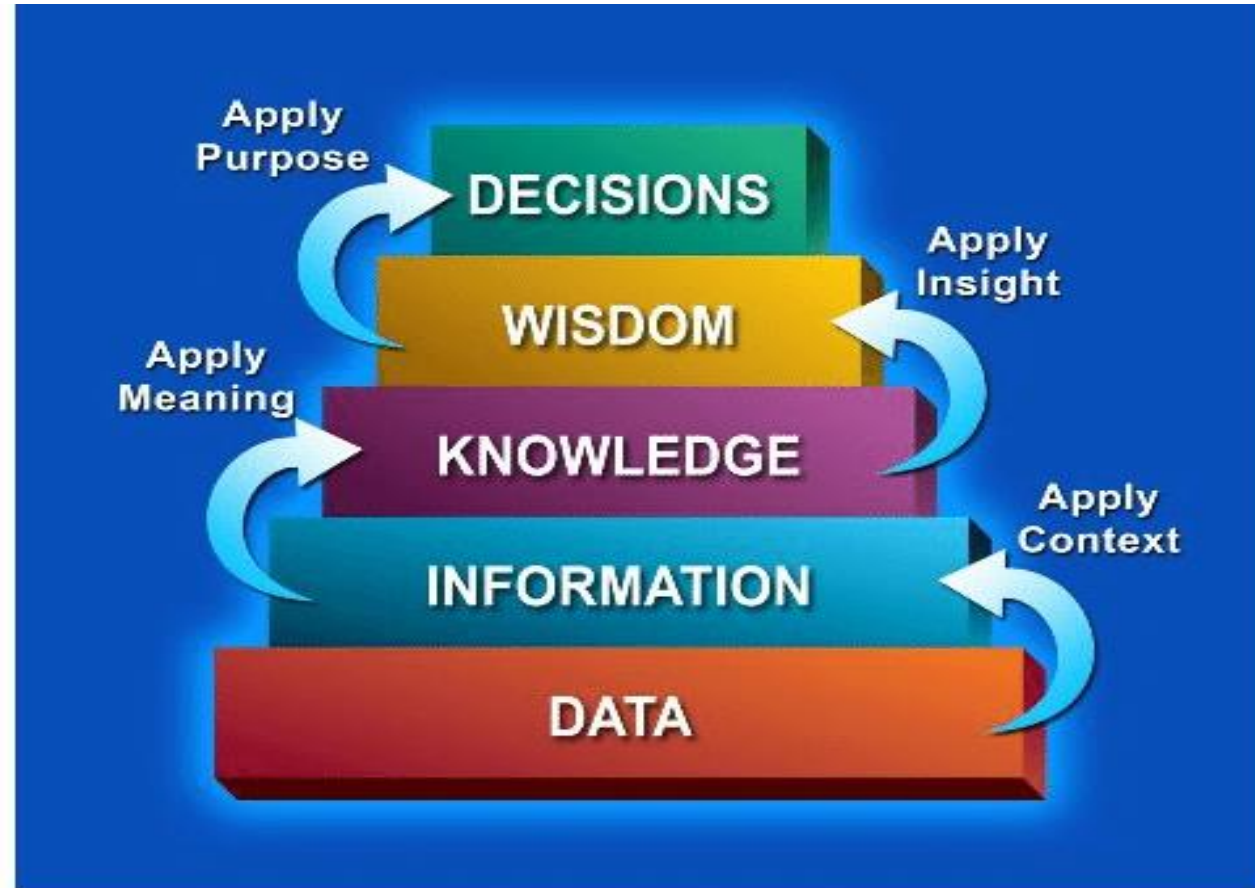 Apply
Purpose
DECISIONS
Apply
Insight
WISDOM
Apply
Meaning
KNOWLEDGE
Apply
Context
INFORMATION
DATA